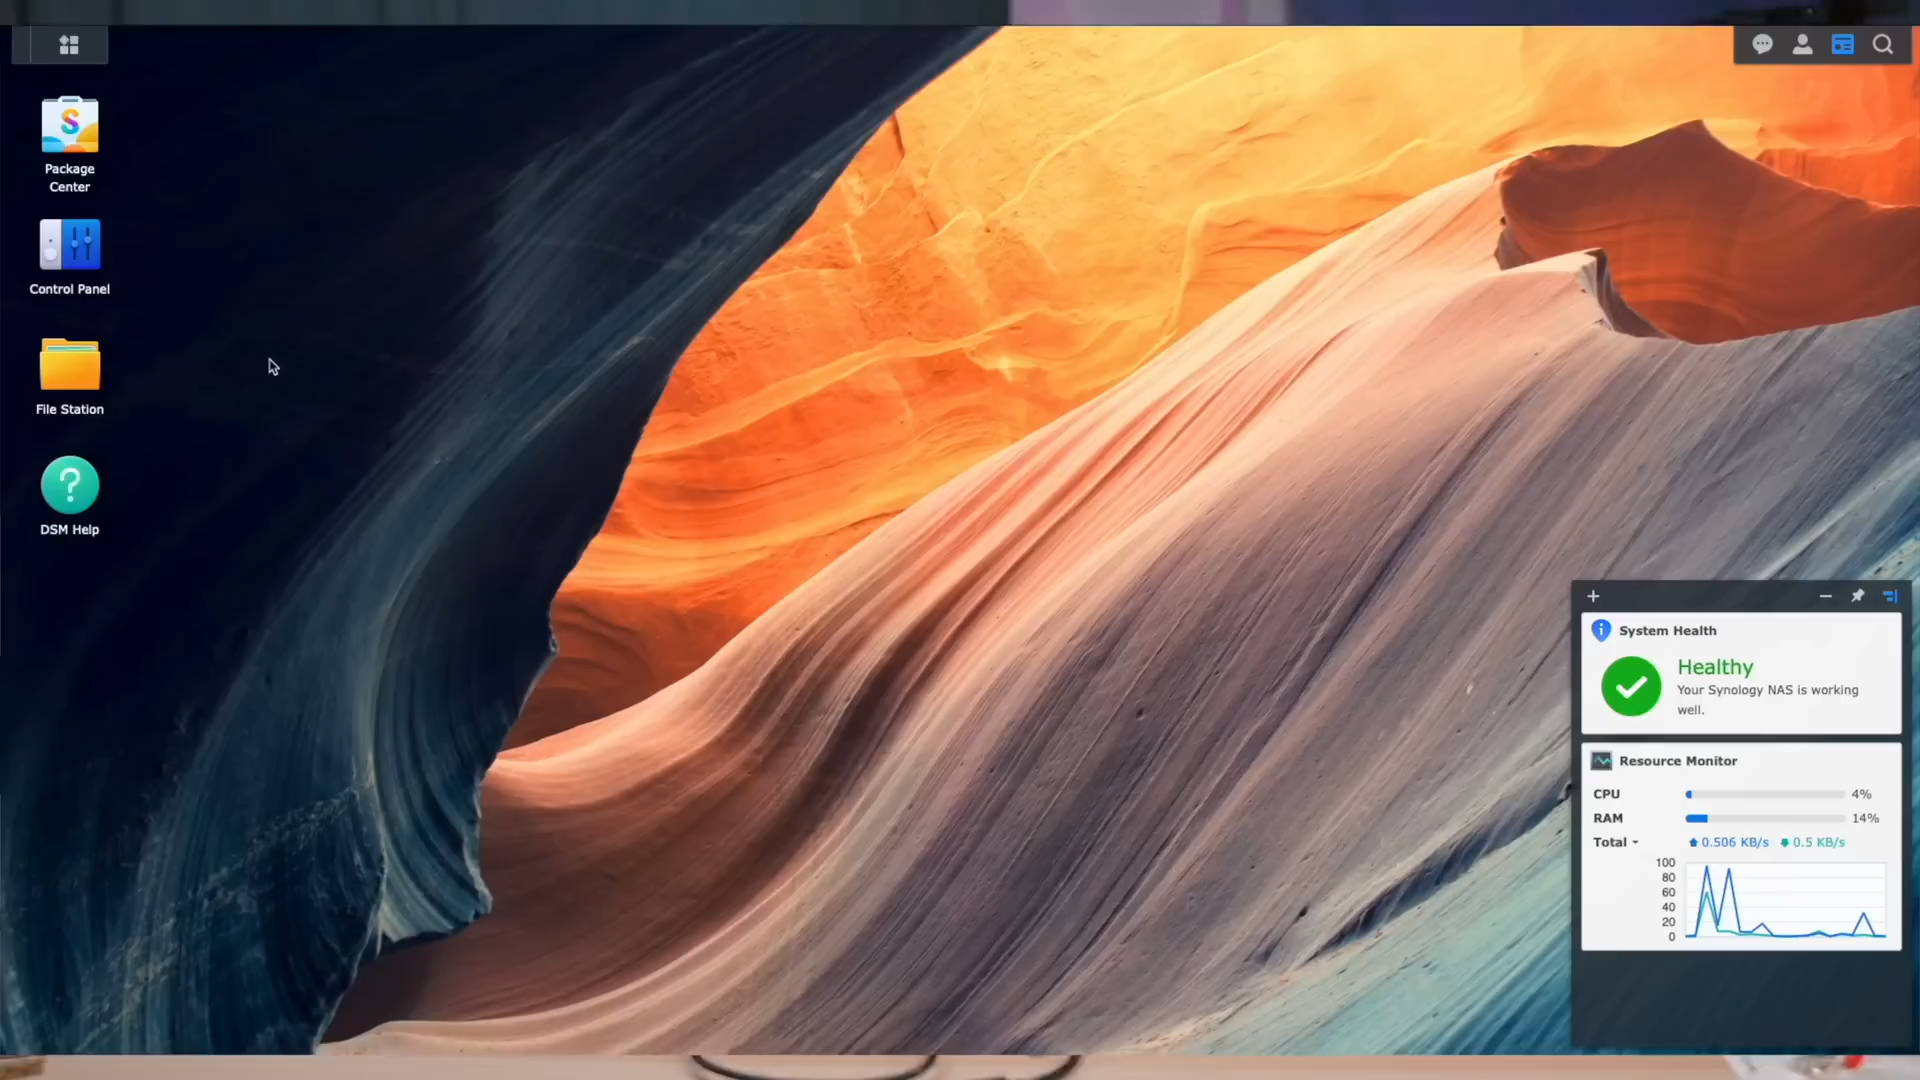 Package
Center
Control Panel
File Station
DSM Help
System Health
Healthy
Your Synology NAS is working
well.
Resource Monitor
CPU 4%
RAM 14%
Total 0.506 KB/s 0.5 KB/s
100
80
60
40
20
0